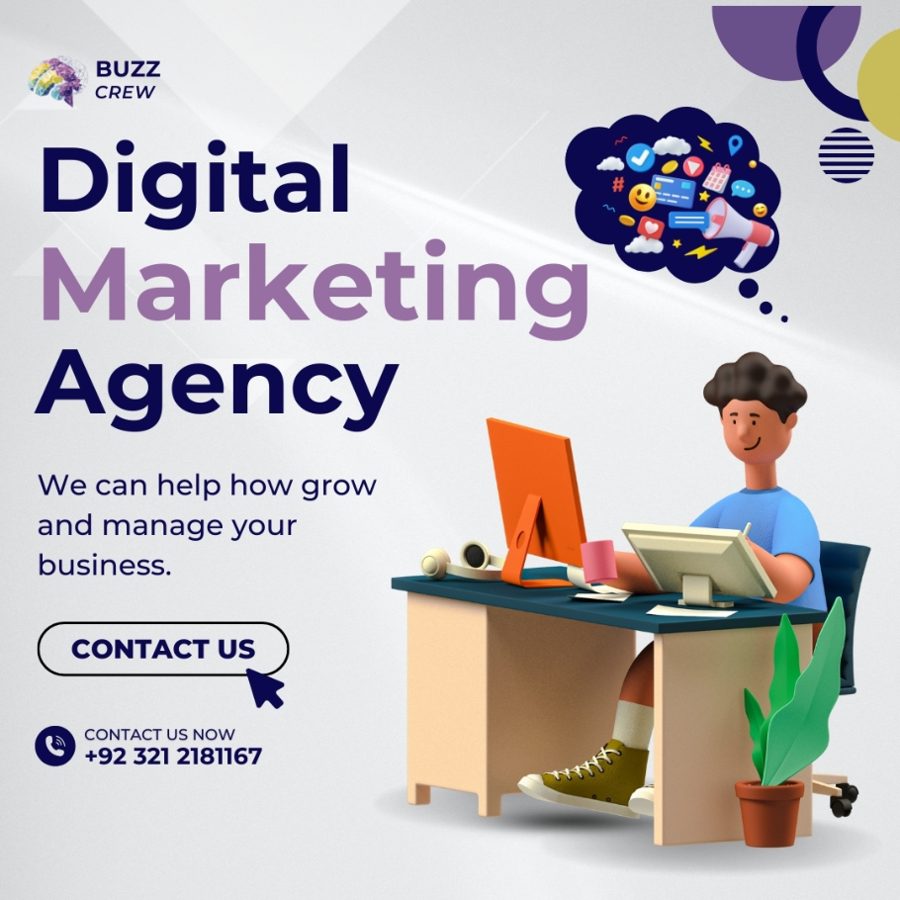 BUZZ
CREW
Digital
Marketing
Agency
We can help how grow
and manage your
business.
CONTACT US
CONTACT US NOW
+92 321 2181167
#